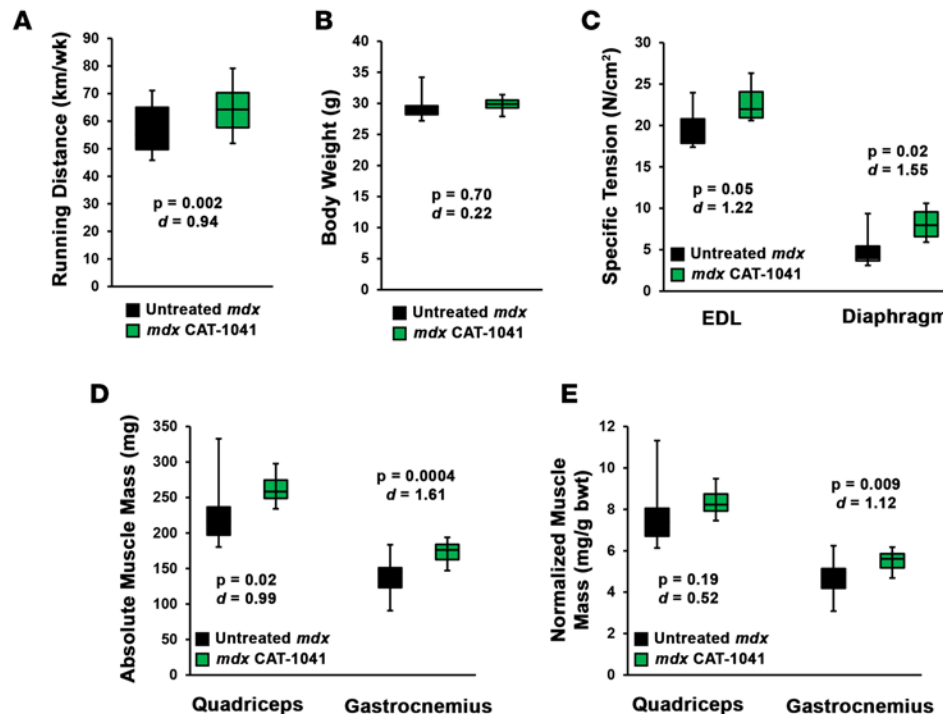 A
Running Distance (km/wk)
90
80
70
60
50
40
30
20
10
0
p = 0.002
d = 0.94
Untreated mdx
mdx CAT-1041
B
Body Weight (g)
40
35
30
25
20
15
10
5
0
p = 0.70
d = 0.22
Untreated mdx
mdx CAT-1041
C
Specific Tension (N/cm²)
30
25
20
15
10
5
0
p = 0.05
d = 1.22
p = 0.02
d = 1.55
Untreated mdx
mdx CAT-1041
EDL
Diaphragm
D
Absolute Muscle Mass (mg)
350
300
250
200
150
100
50
0
p = 0.02
d = 0.99
p = 0.0004
d = 1.61
Untreated mdx
mdx CAT-1041
Quadriceps
Gastrocnemius
E
Normalized Muscle
Mass (mg/g bwt)
12
10
8
6
4
2
0
p = 0.19
d = 0.52
p = 0.009
d = 1.12
Untreated mdx
mdx CAT-1041
Quadriceps
Gastrocnemius